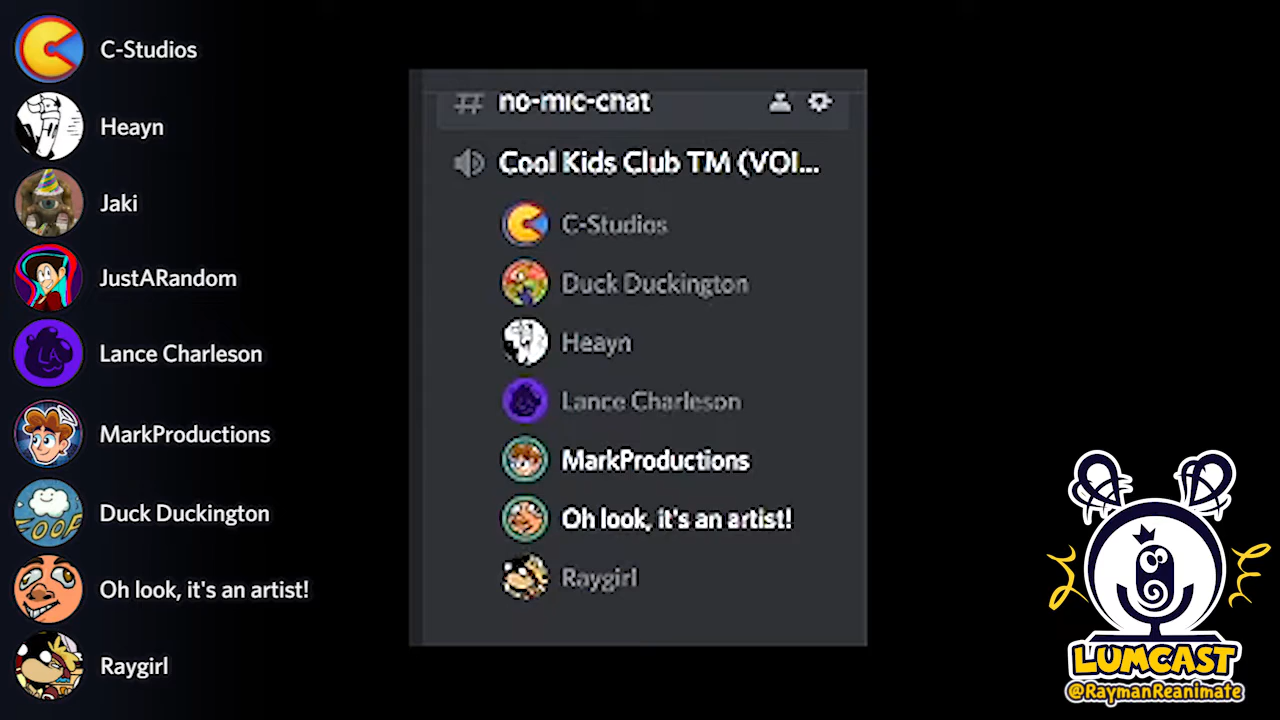 C-Studios
Heayn
Jaki
JustARandom
Lance Charleson
MarkProductions
Duck Duckington
Oh look, it's an artist!
Raygirl
no-mic-chat
Cool Kids Club TM (VOI...
C-Studios
Duck Duckington
Heayn
Lance Charleson
MarkProductions
Oh look, it's an artist!
Raygirl
LUMCAST
@RaymanReanimate